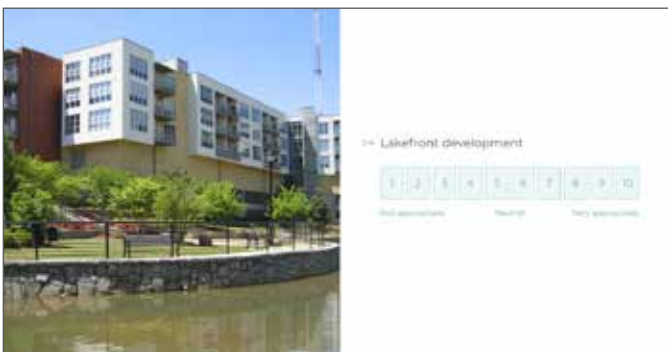 Lakefront development
1 2 3 4 5 6 7 8 9 10
Not appropriate Neutral Very appropriate